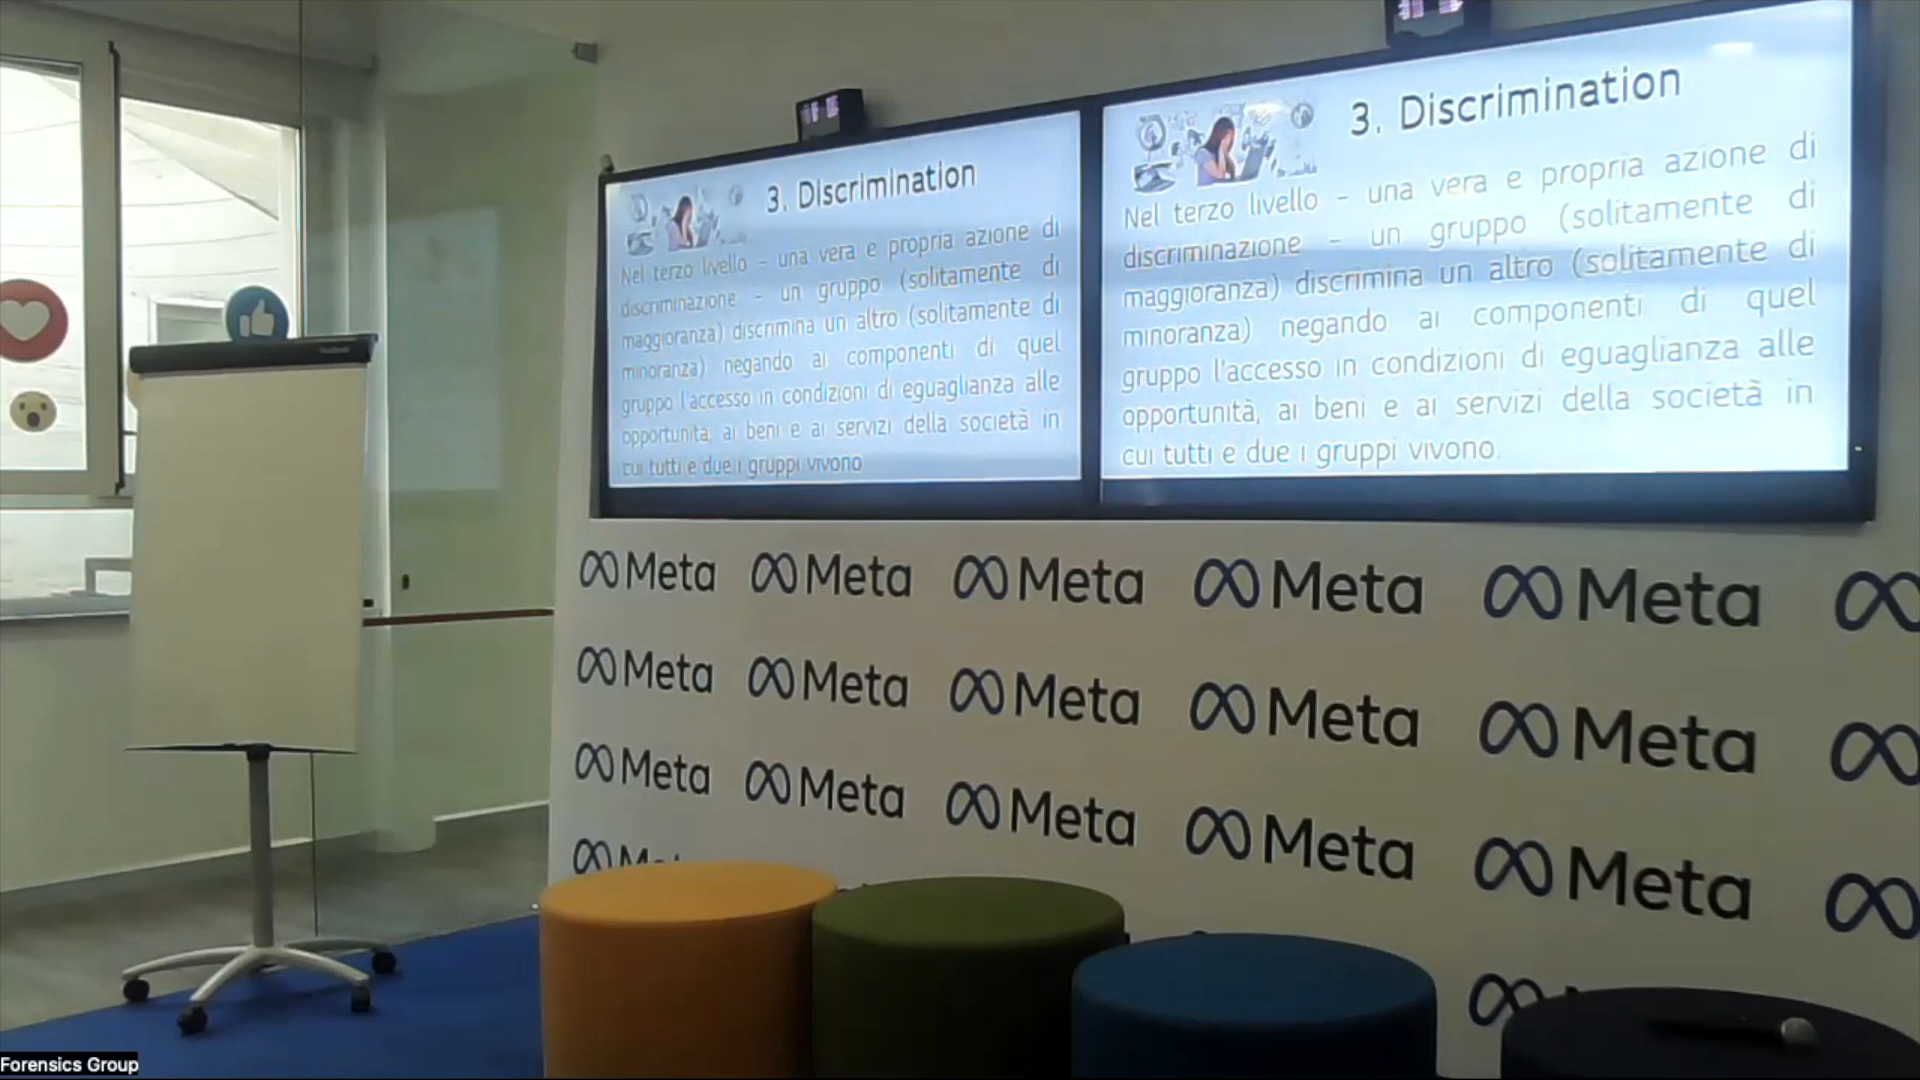 3. Discrimination
Nel terzo livello – una vera e propria azione di
discriminazione - un gruppo (solitamente di
maggioranza) discrimina un altro (solitamente di
minoranza) negando ai componenti di quel
gruppo l'accesso in condizioni di eguaglianza alle
opportunità, ai beni e ai servizi della società in
cui tutti e due i gruppi vivono
3. Discrimination
Nel terzo livello – una vera e propria azione di
discriminazione – un gruppo (solitamente di
maggioranza) discrimina un altro (solitamente di
minoranza) negando ai componenti di quel
gruppo l'accesso in condizioni di eguaglianza alle
opportunità, ai beni e ai servizi della società in
cui tutti e due i gruppi vivono.
Meta Meta Meta Meta Meta
Meta Meta Meta Meta Meta
Meta Meta Meta Meta Meta
Forensics Group